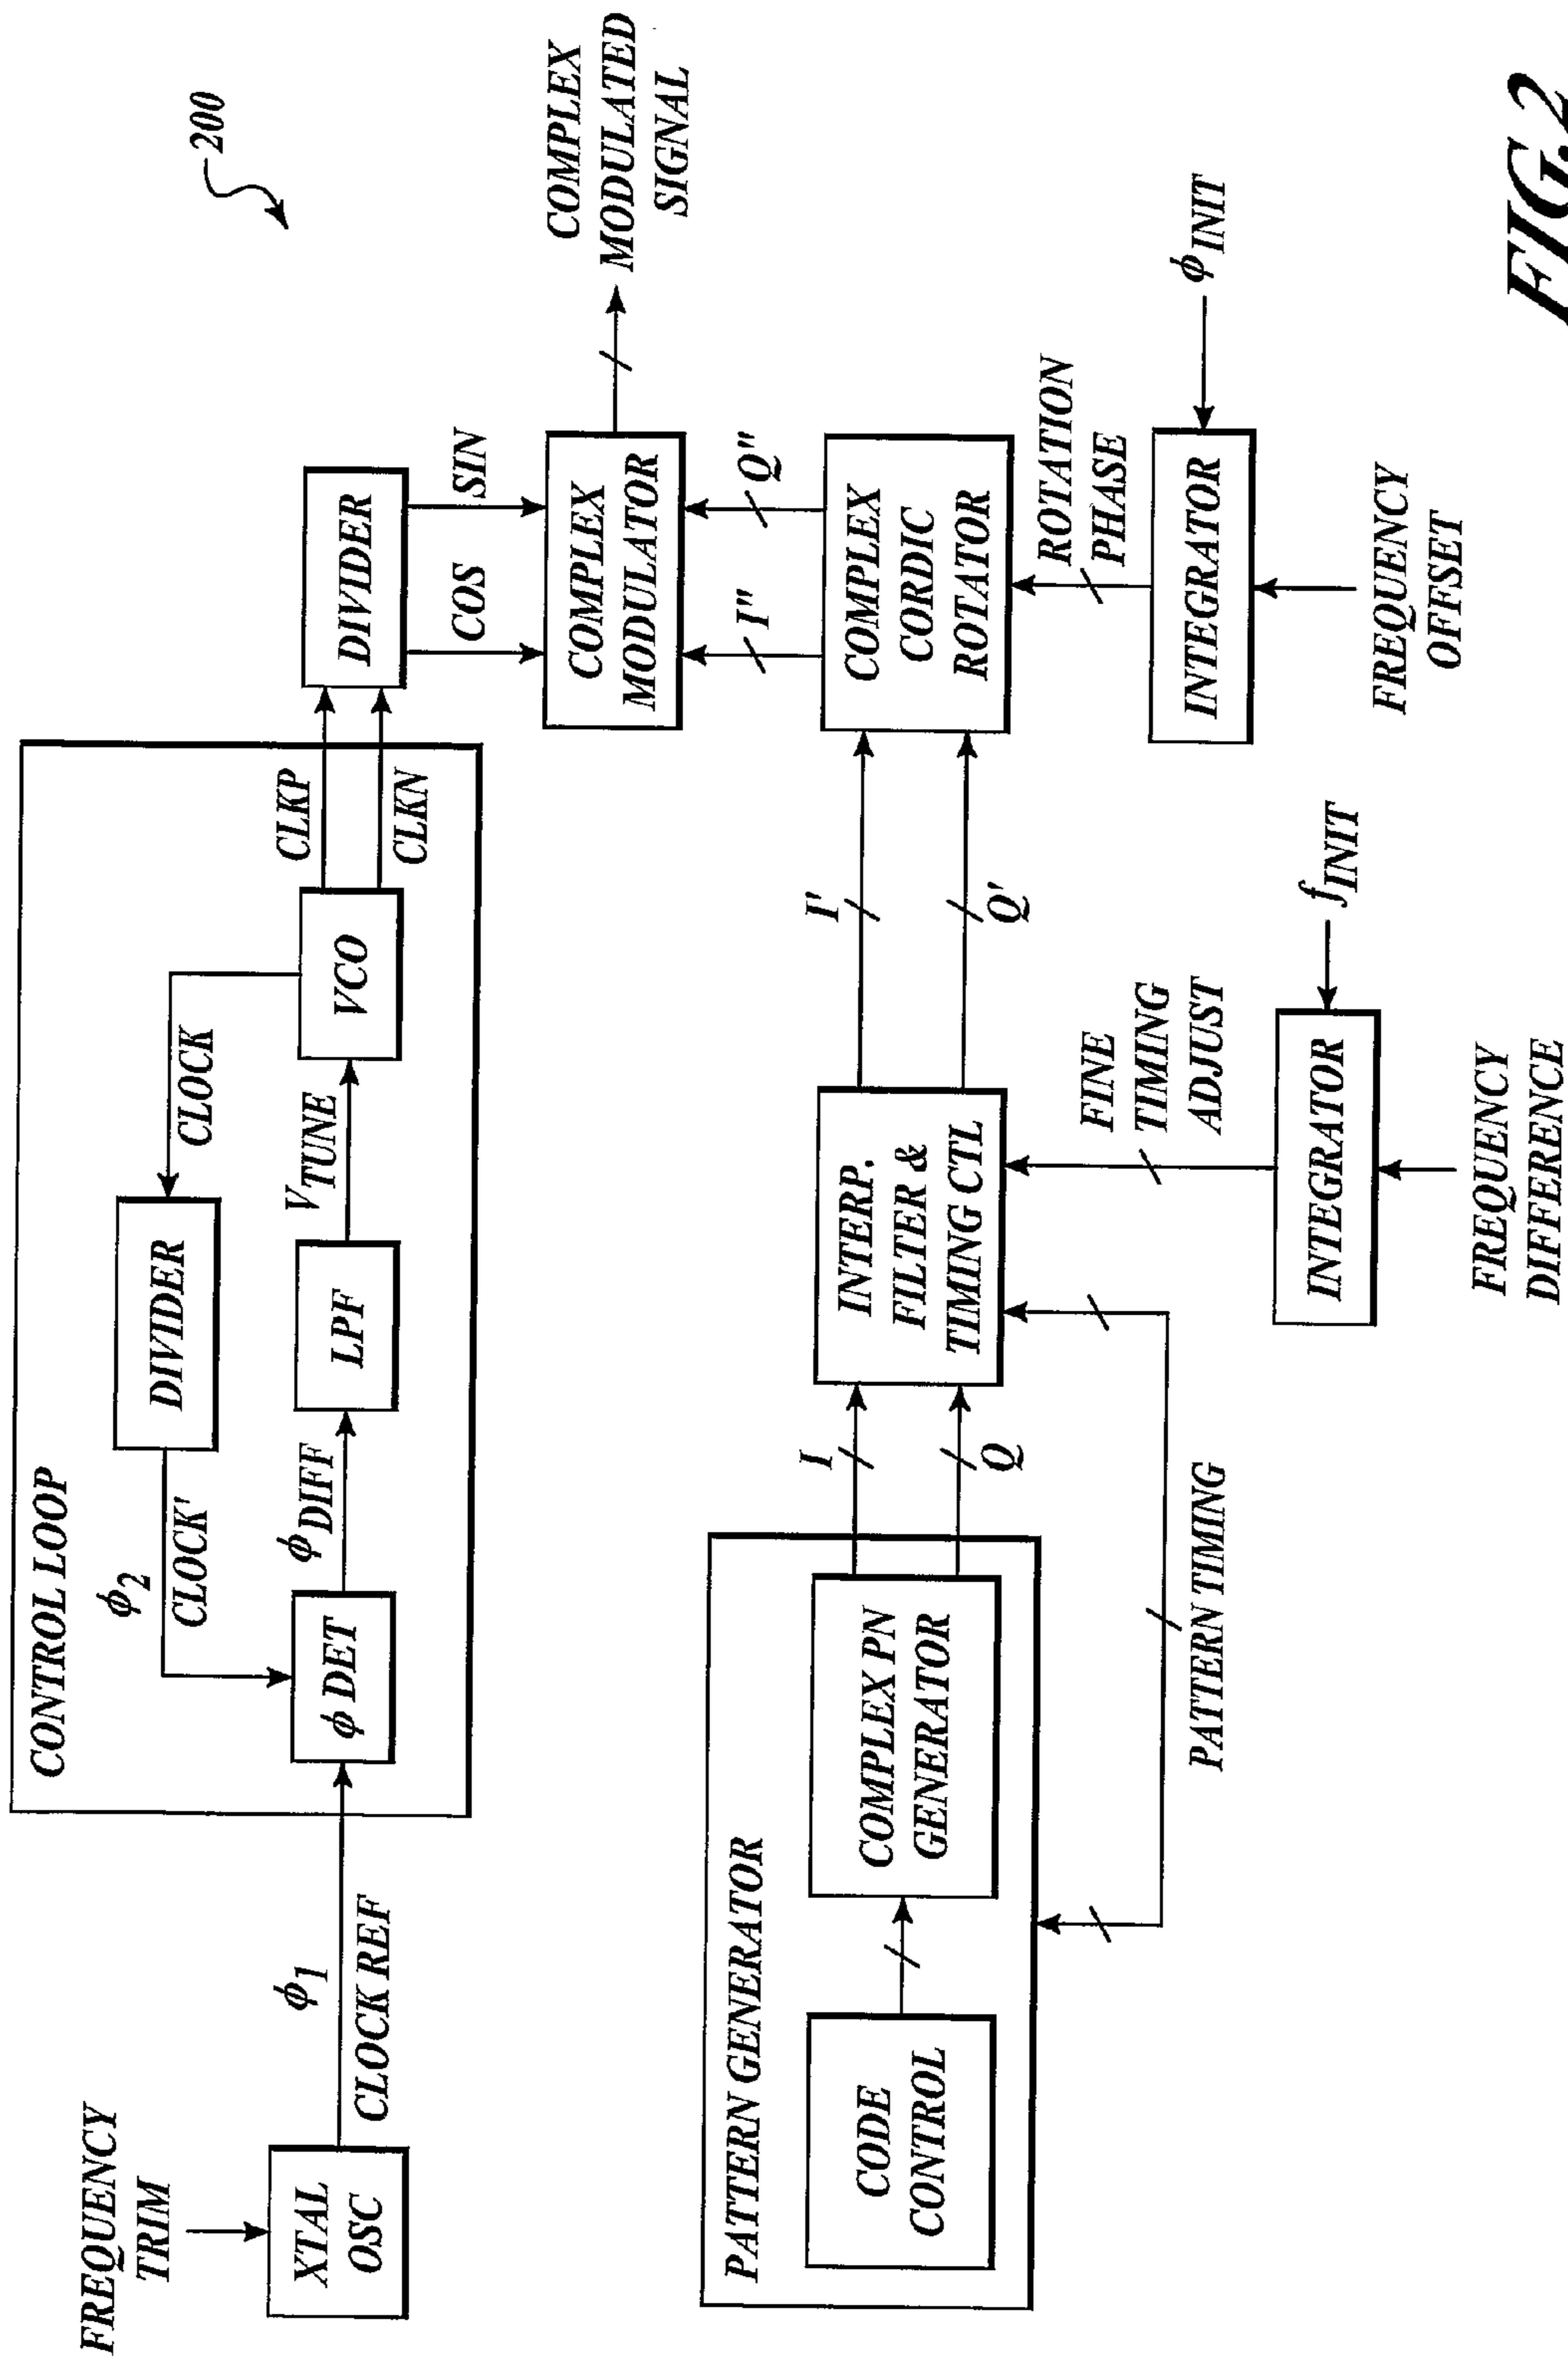 200
FREQUENCY
TRIM
XTAL
OSC
ϕ1
CLOCK REF
CONTROL LOOP
ϕ2
CLOCK'
DIVIDER
CLOCK
ϕ DET
ϕDIFF
LPF
VTUNE
VCO
CLKP
CLKN
DIVIDER
COS
SIN
COMPLEX
MODULATOR
COMPLEX
MODULATED
SIGNAL
PATTERN GENERATOR
CODE
CONTROL
COMPLEX PN
GENERATOR
I
Q
INTERP.
FILTER &
TIMING CTL
I'
Q'
COMPLEX
CORDIC
ROTATOR
I''
Q''
PATTERN TIMING
FINE
TIMING
ADJUST
INTEGRATOR
fINIT
FREQUENCY
DIFFERENCE
ROTATION
PHASE
INTEGRATOR
ϕINIT
FREQUENCY
OFFSET
FIG.2